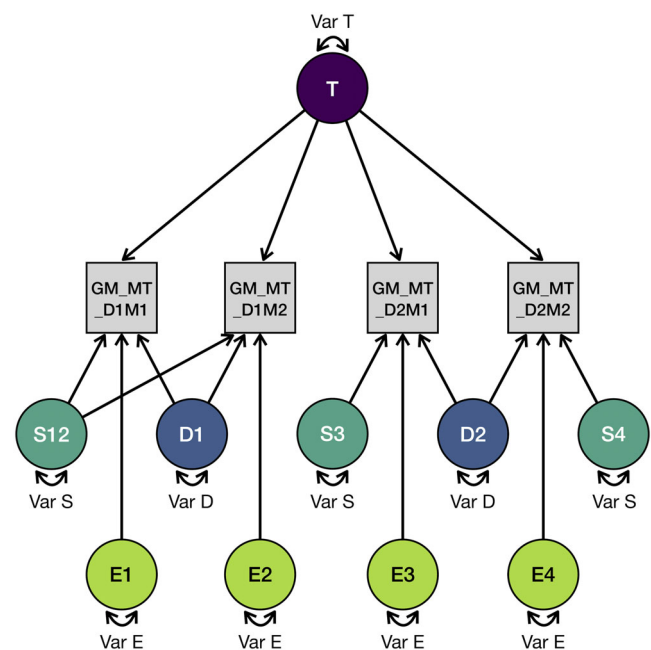 Var T
T
GM_MT
_D1M1
GM_MT
_D1M2
GM_MT
_D2M1
GM_MT
_D2M2
S12
D1
S3
D2
S4
Var S
Var D
Var S
Var D
Var S
E1
E2
E3
E4
Var E
Var E
Var E
Var E